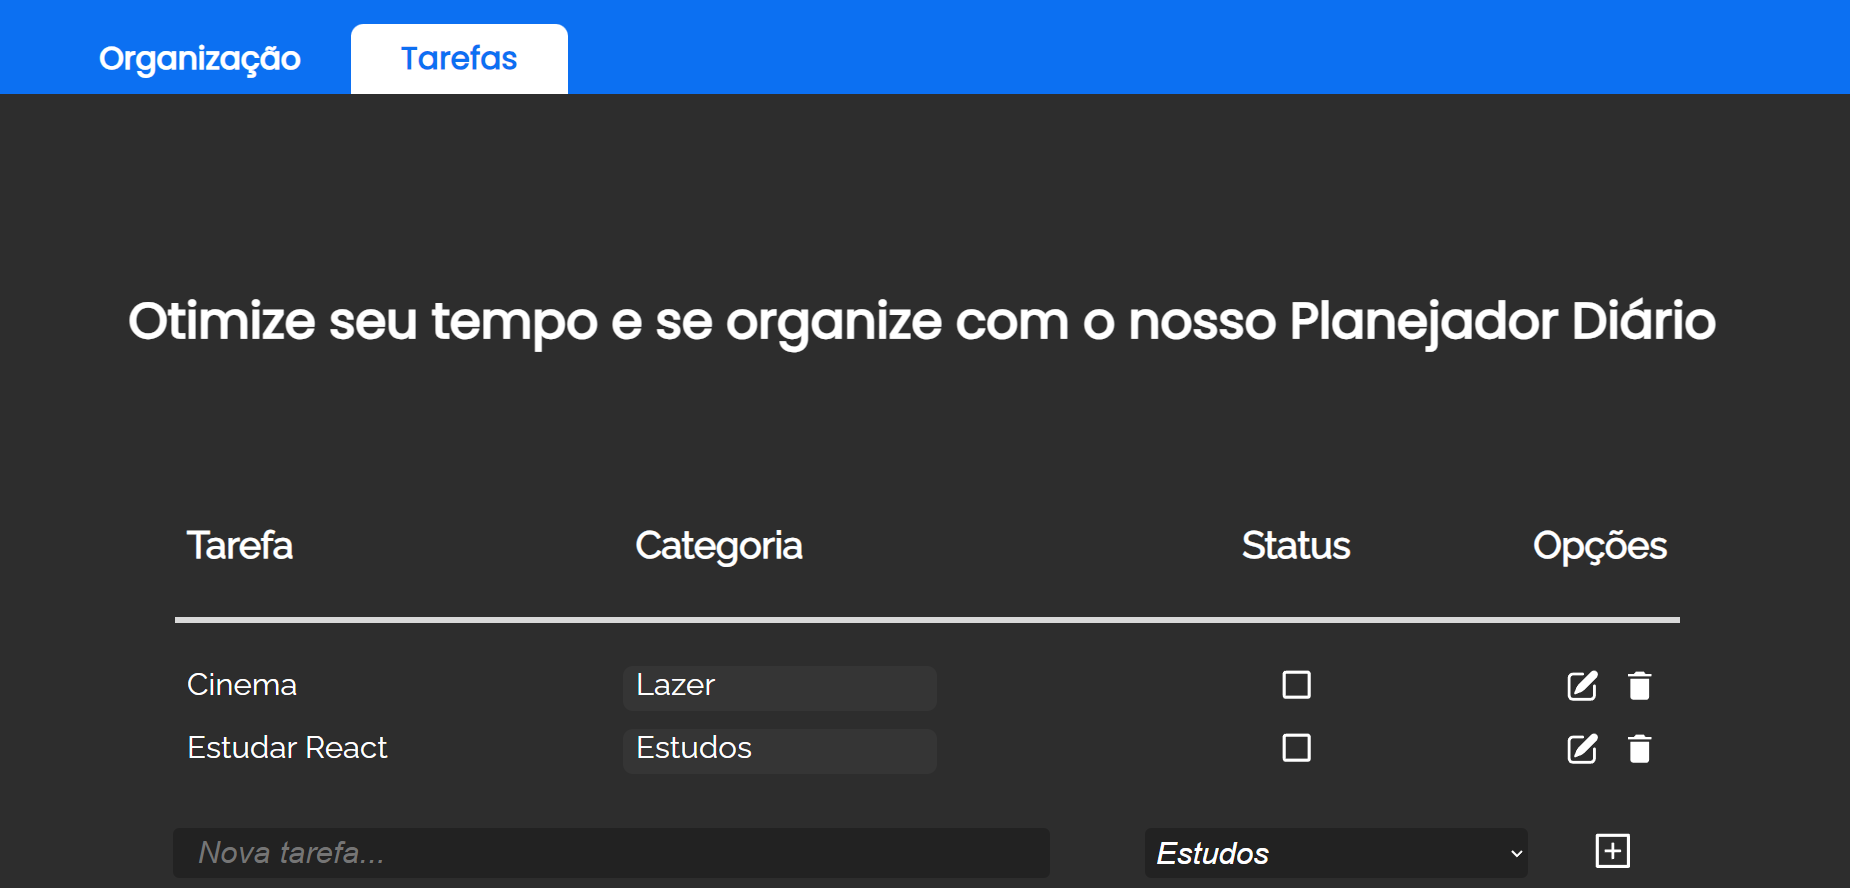 Organização Tarefas
Otimize seu tempo e se organize com o nosso Planejador Diário
Tarefa Categoria Status Opções
Cinema Lazer
Estudar React Estudos
Nova tarefa... Estudos